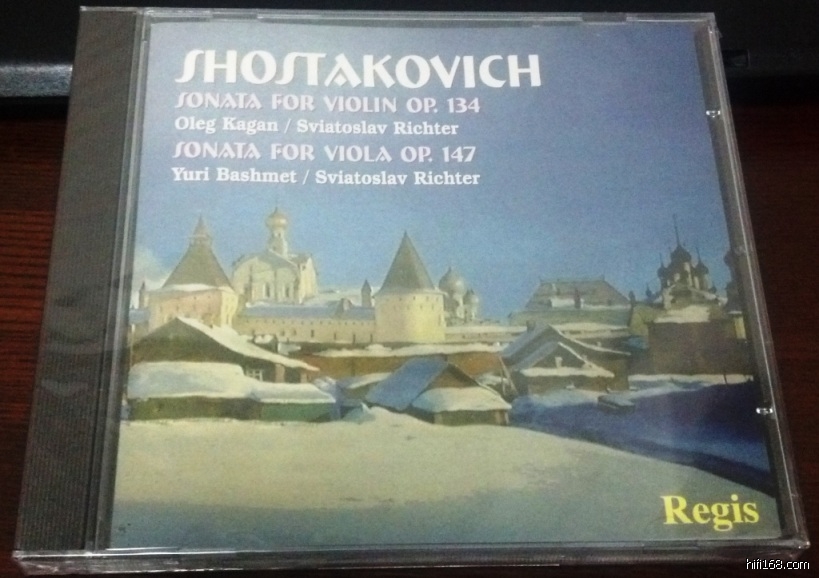 SHOSTAKOVICH
SONATA FOR VIOLIN OP. 134
Oleg Kagan / Sviatoslav Richter
SONATA FOR VIOLA OP. 147
Yuri Bashmet / Sviatoslav Richter
Regis
hifi168.com